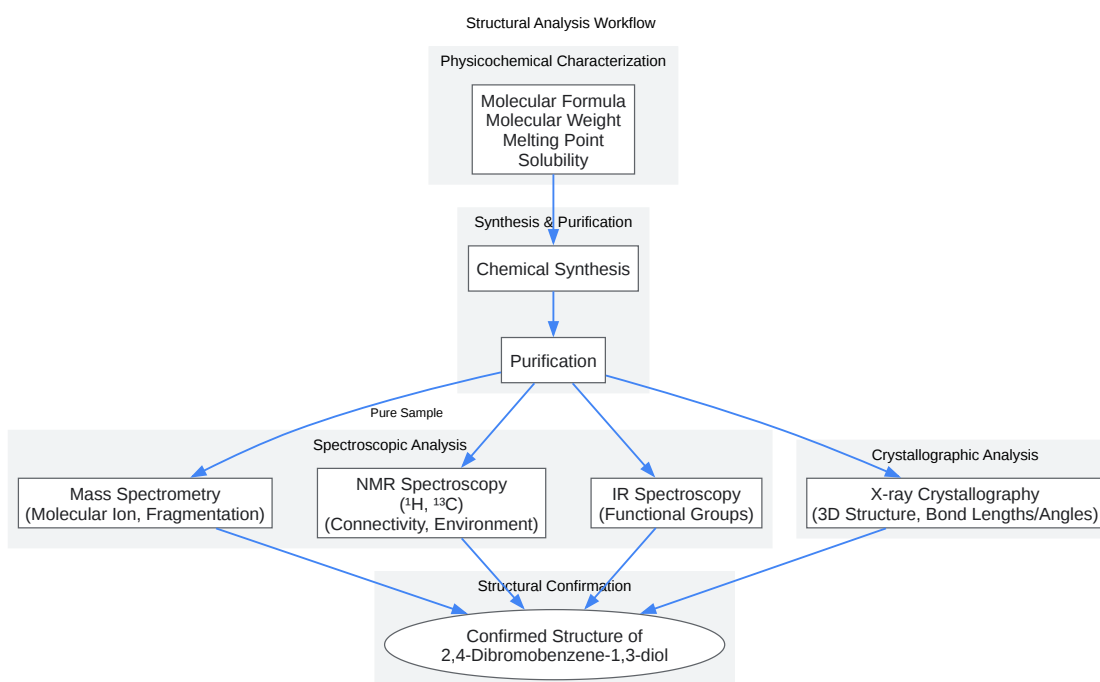 Structural Analysis Workflow
Physicochemical Characterization
Molecular Formula
Molecular Weight
Melting Point
Solubility
Synthesis & Purification
Chemical Synthesis
Purification
Pure Sample
Spectroscopic Analysis
Crystallographic Analysis
Mass Spectrometry
(Molecular Ion, Fragmentation)
NMR Spectroscopy
(¹H, ¹³C)
(Connectivity, Environment)
IR Spectroscopy
(Functional Groups)
X-ray Crystallography
(3D Structure, Bond Lengths/Angles)
Structural Confirmation
Confirmed Structure of
2,4-Dibromobenzene-1,3-diol